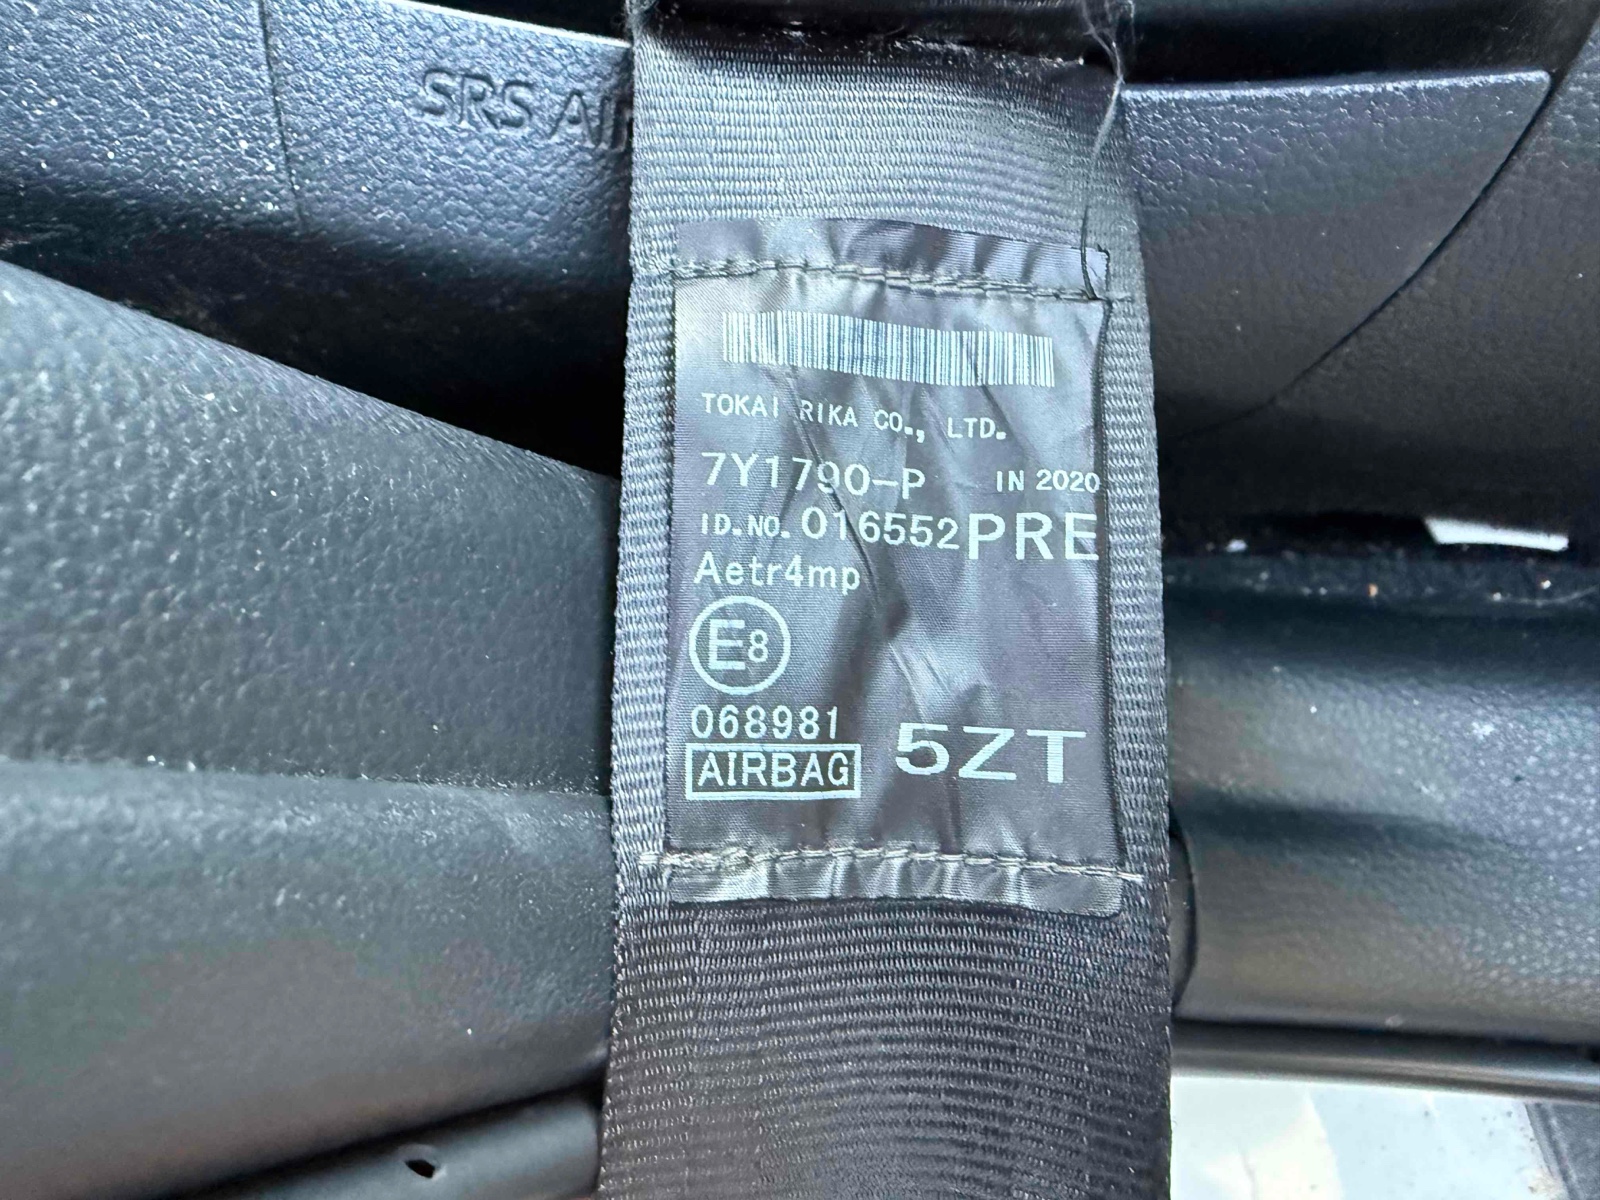 SRS AI
TOKAI RIKA CO., LTD.
7Y1790-P IN 2020
ID.NO. 016552 PRE
Aetr4mp
E8
068981
AIRBAG 5ZT